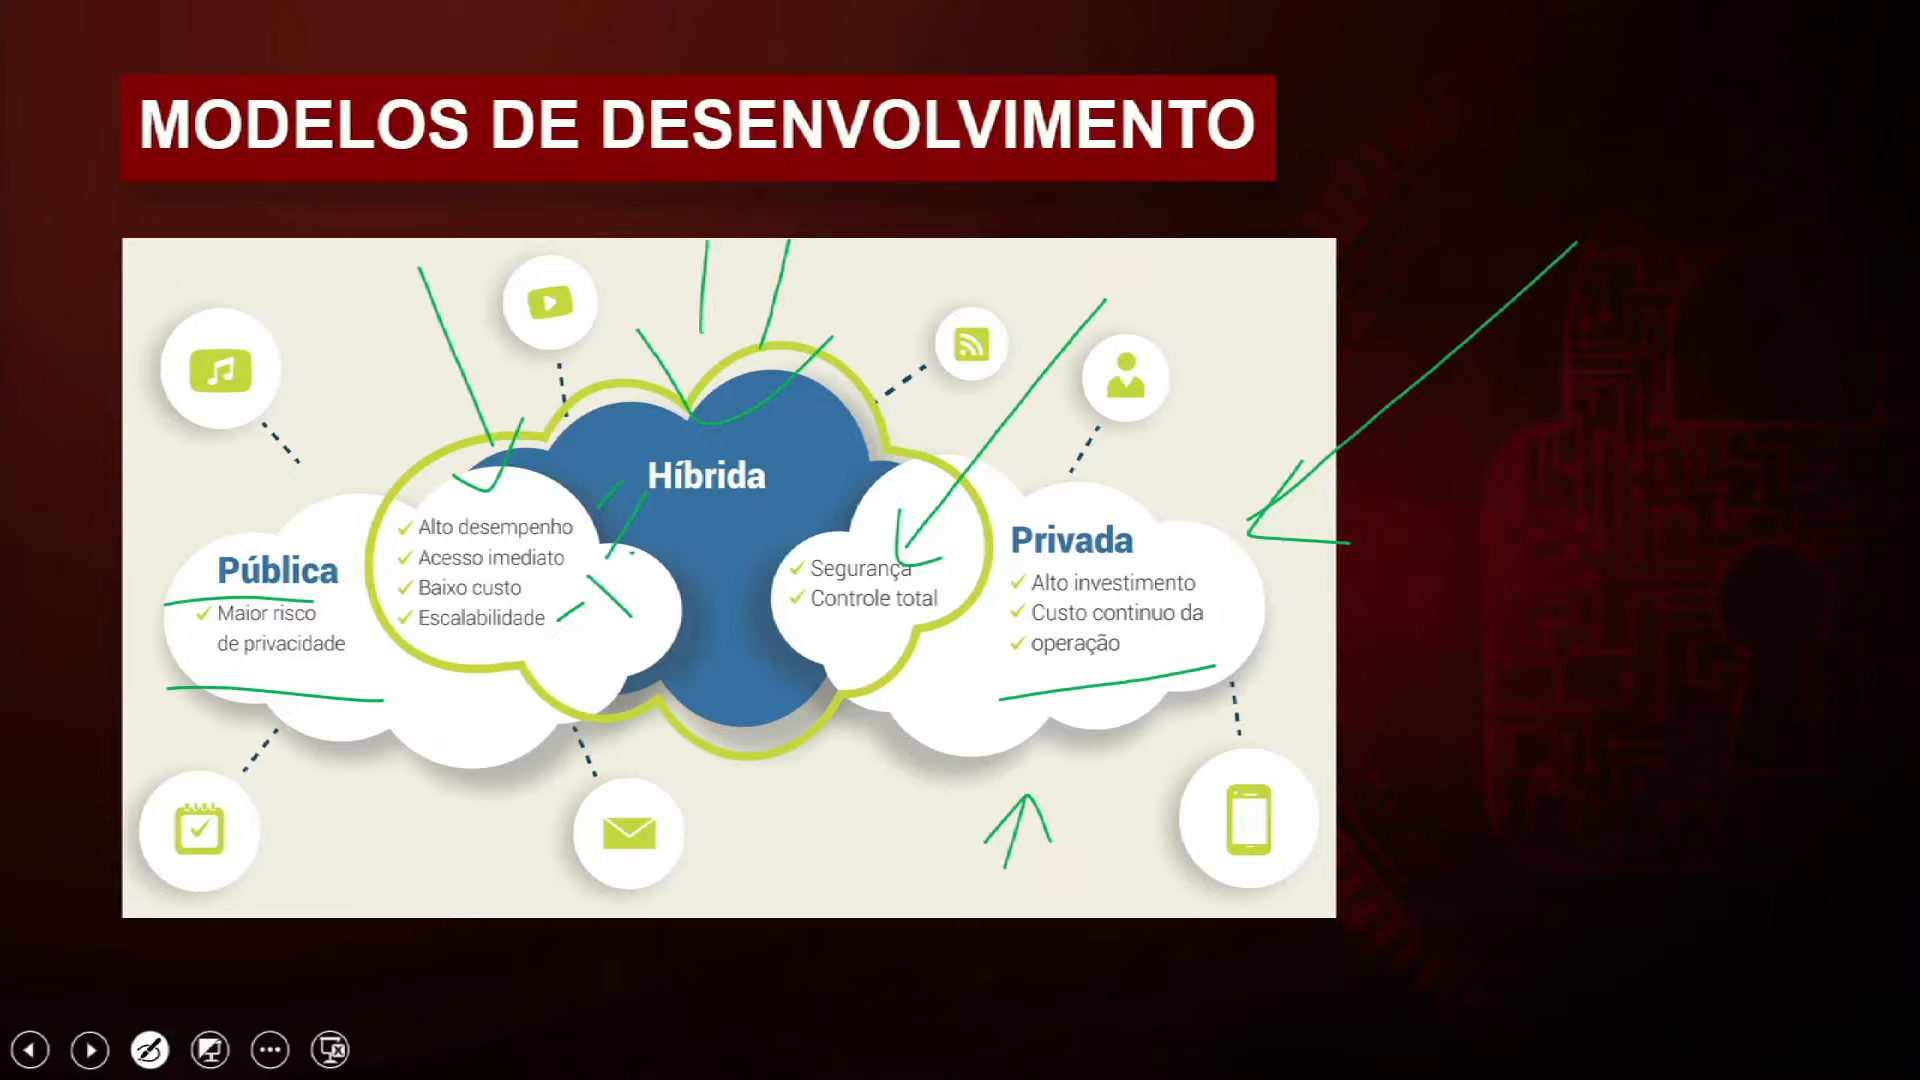 MODELOS DE DESENVOLVIMENTO
Híbrida
Pública
Maior risco
de privacidade
Alto desempenho
Acesso imediato
Baixo custo
Escalabilidade
Segurança
Controle total
Privada
Alto investimento
Custo continuo da
operação